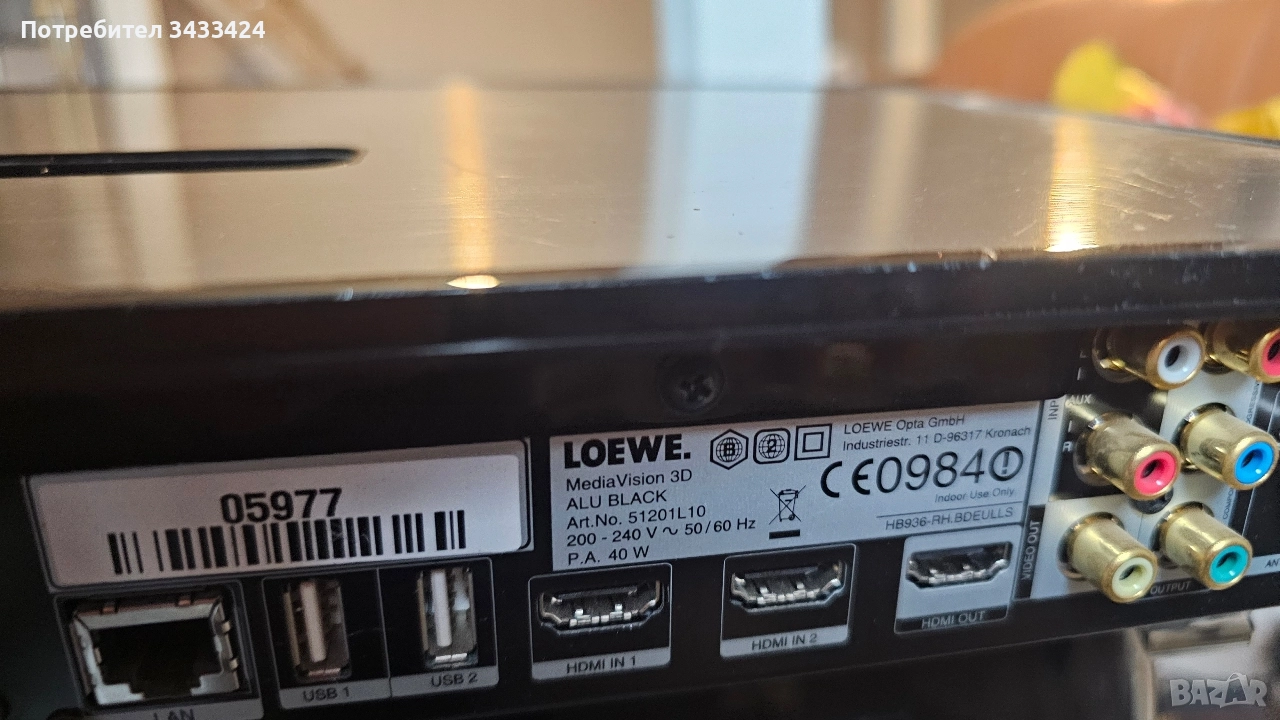 Потребител 3433424
05977
LOEWE.
MediaVision 3D
ALU BLACK
Art.No. 51201L10
200 - 240 V ~ 50/60 Hz
P.A. 40 W
B
2
LOEWE Opta GmbH
Industriestr. 11 D-96317 Kronach
CE0984
Indoor Use Only
HB936-RH.BDEULLS
LAN
USB 1
USB 2
HDMI IN 1
HDMI IN 2
HDMI OUT
AUX
R
VIDEO OUT
OUTPUT
BAZAR